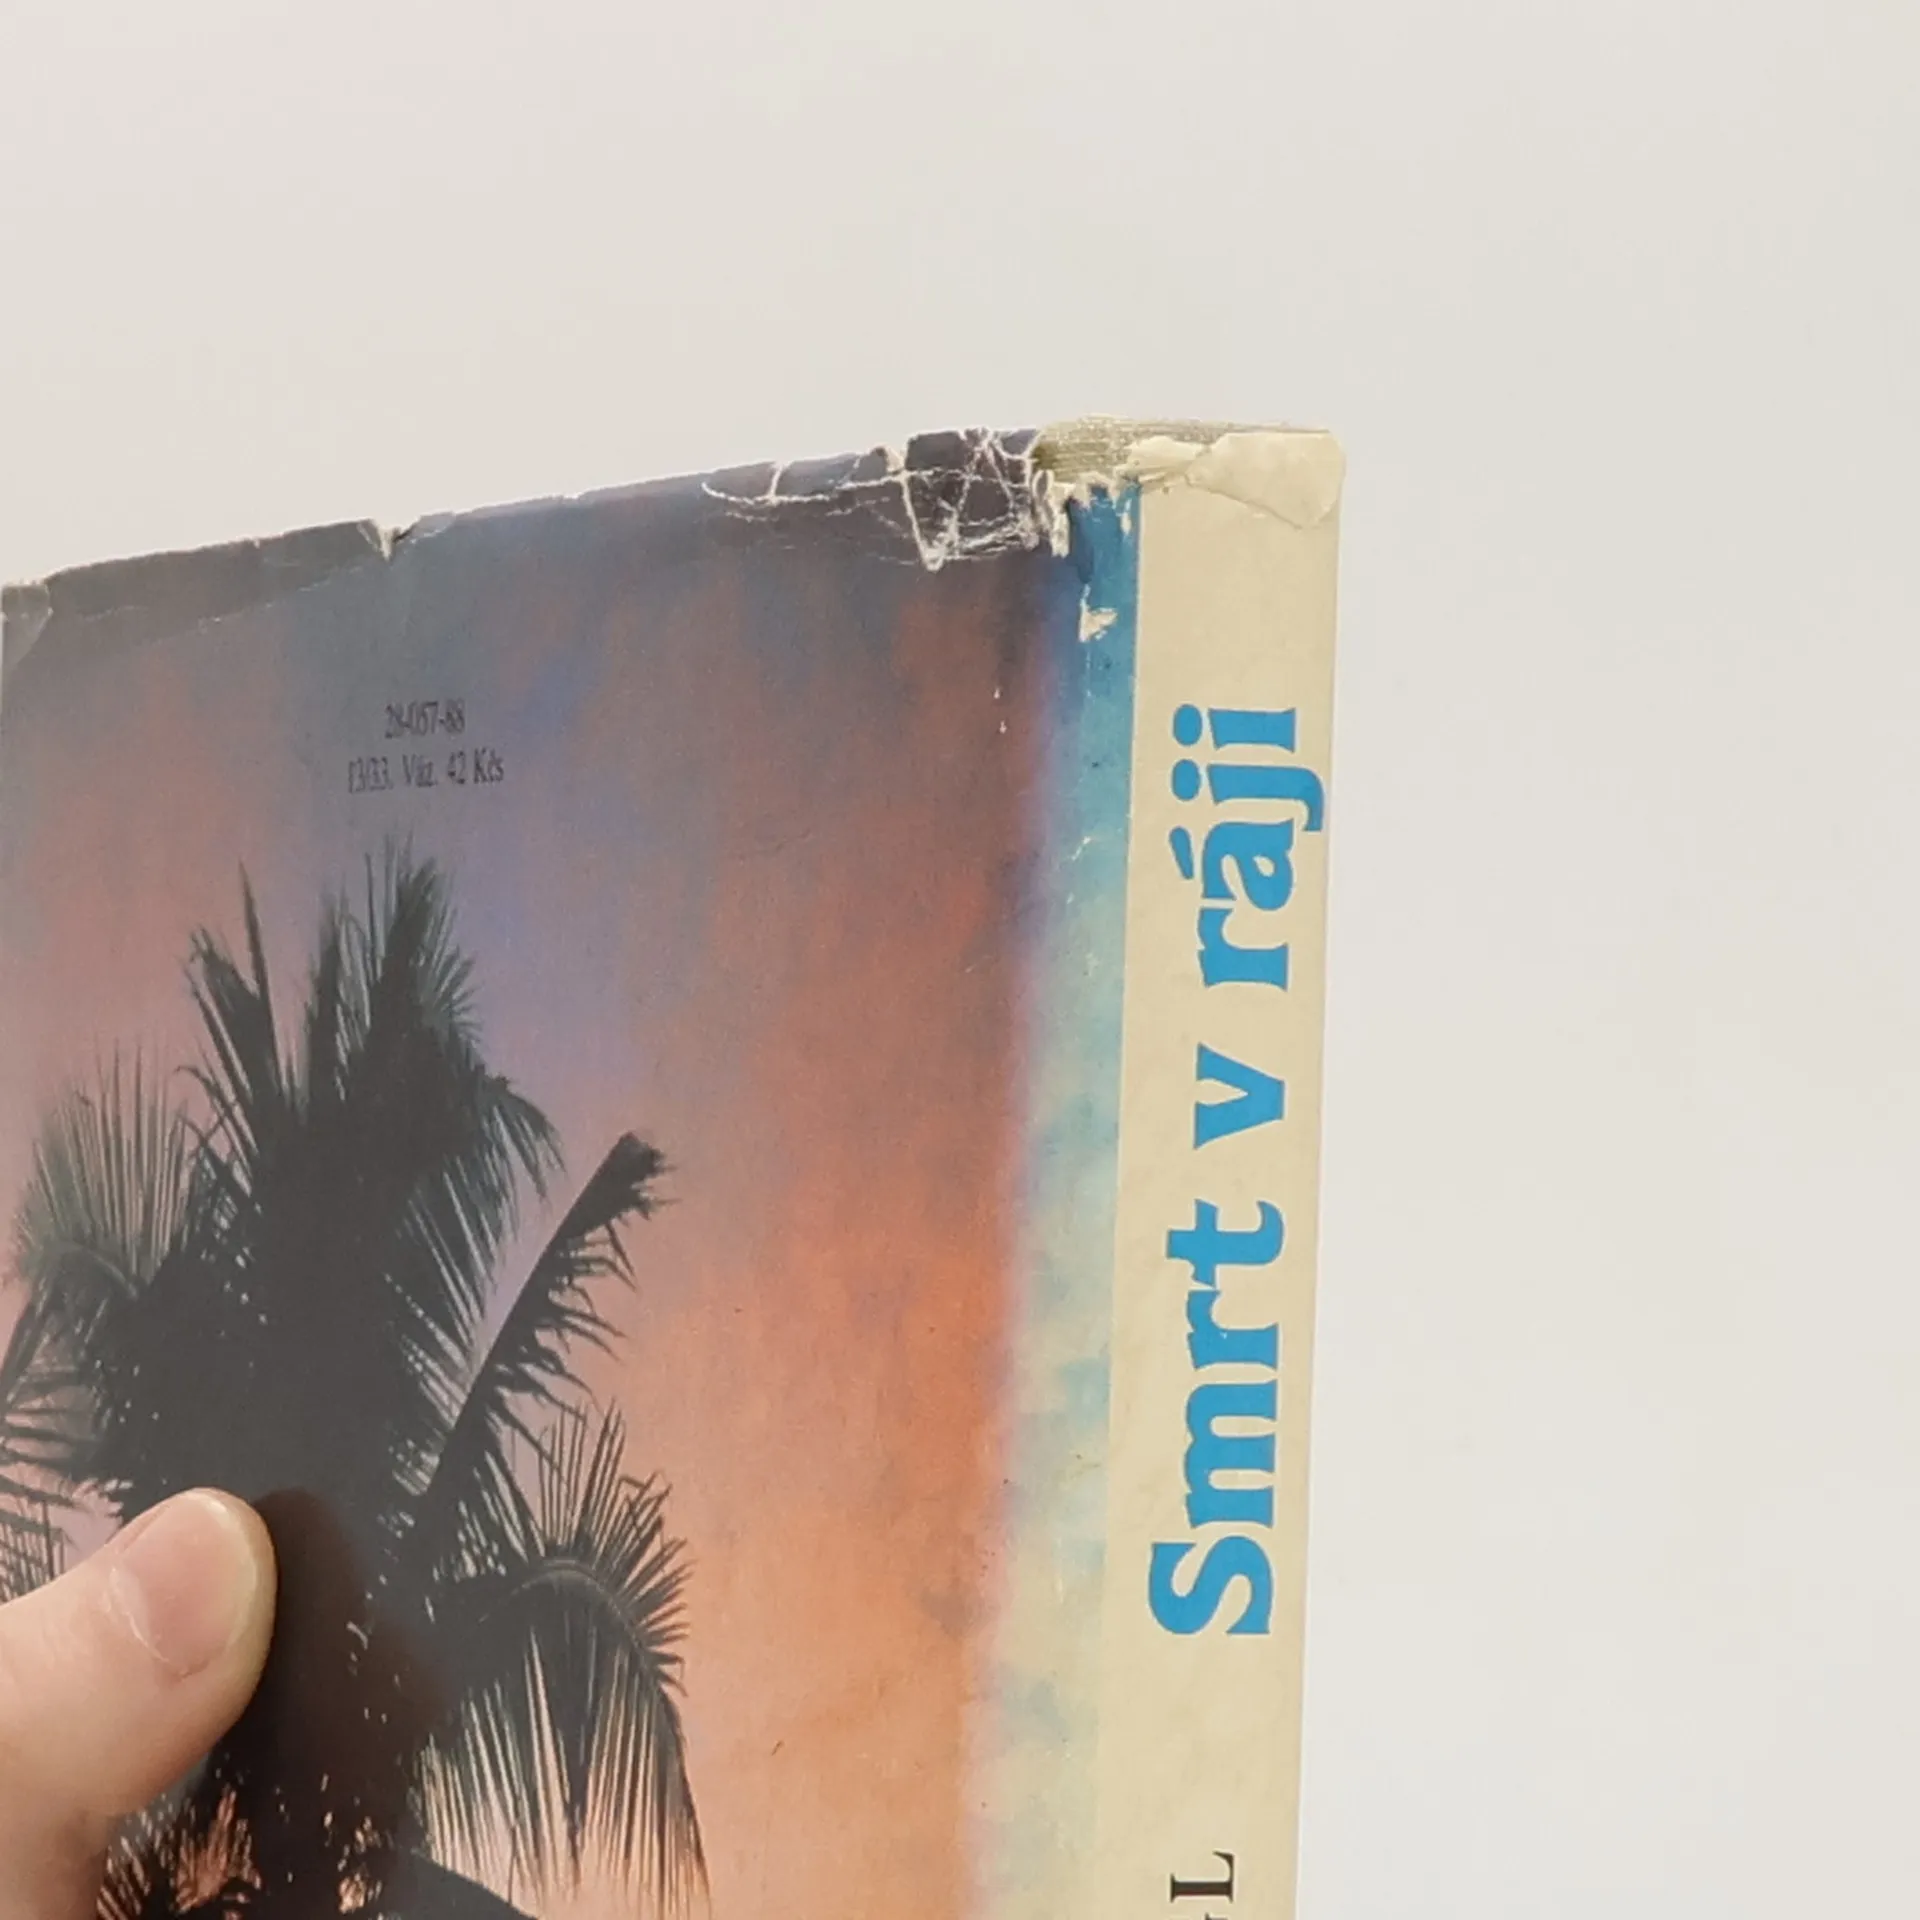 28-057-88
13/33. Váz. 42 Kčs
Smrt v ráji